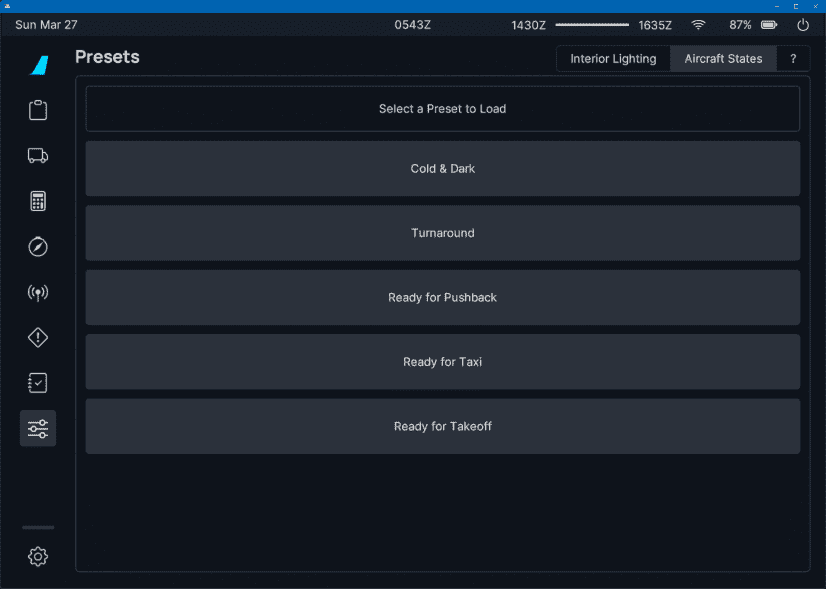 Sun Mar 27 0543Z 1430Z 1635Z 87%
Presets Interior Lighting Aircraft States ?
Select a Preset to Load
Cold & Dark
Turnaround
Ready for Pushback
Ready for Taxi
Ready for Takeoff